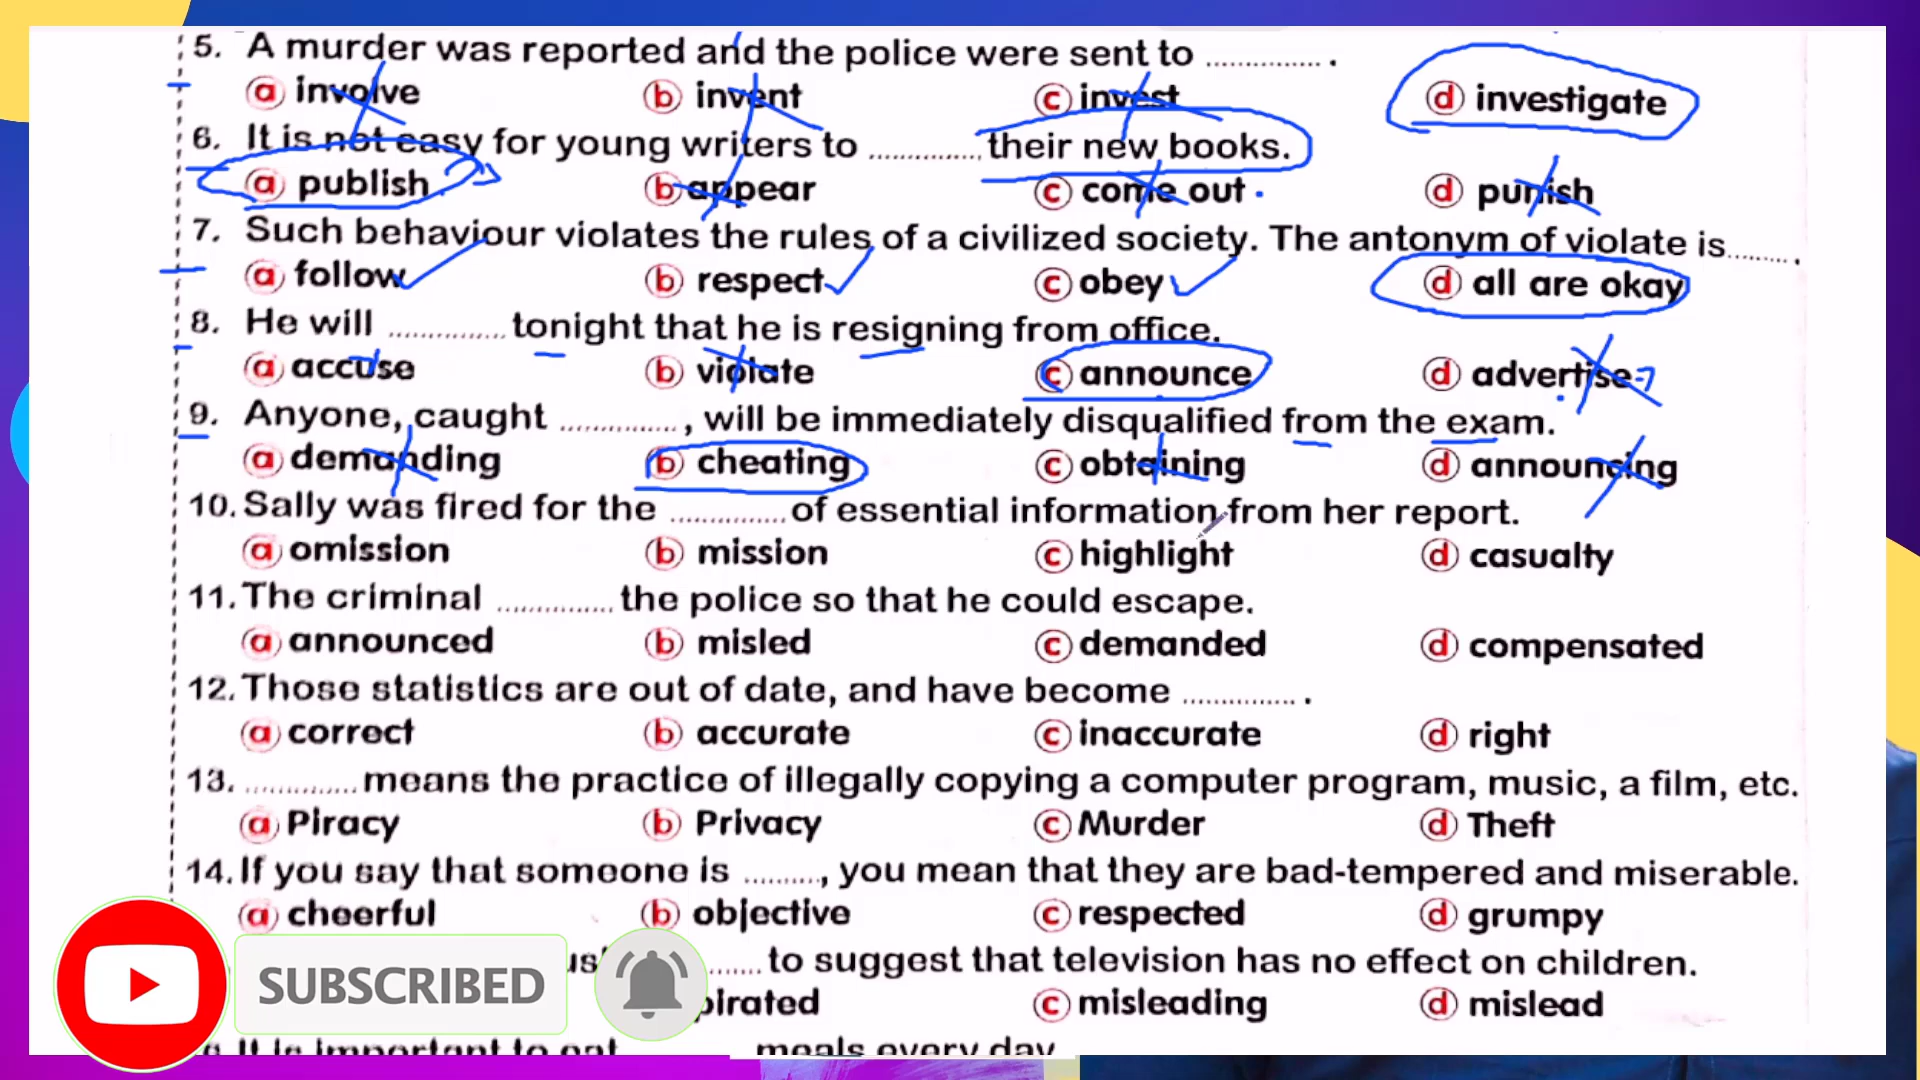 5. A murder was reported and the police were sent to ............... .
a involve b invent c invest d investigate
6. It is not easy for young writers to ............... their new books.
a publish b appear c come out d punish
7. Such behaviour violates the rules of a civilized society. The antonym of violate is......... .
a follow b respect c obey d all are okay
8. He will ............... tonight that he is resigning from office.
a accuse b violate c announce d advertise
9. Anyone, caught ..............., will be immediately disqualified from the exam.
a demanding b cheating c obtaining d announcing
10. Sally was fired for the ............... of essential information from her report.
a omission b mission c highlight d casualty
11. The criminal ............... the police so that he could escape.
a announced b misled c demanded d compensated
12. Those statistics are out of date, and have become ............... .
a correct b accurate c inaccurate d right
13. ............... means the practice of illegally copying a computer program, music, a film, etc.
a Piracy b Privacy c Murder d Theft
14. If you say that someone is .........., you mean that they are bad-tempered and miserable.
a cheerful b objective c respected d grumpy
....... to suggest that television has no effect on children.
pirated c misleading d mislead
SUBSCRIBED
It is important to eat meals every day